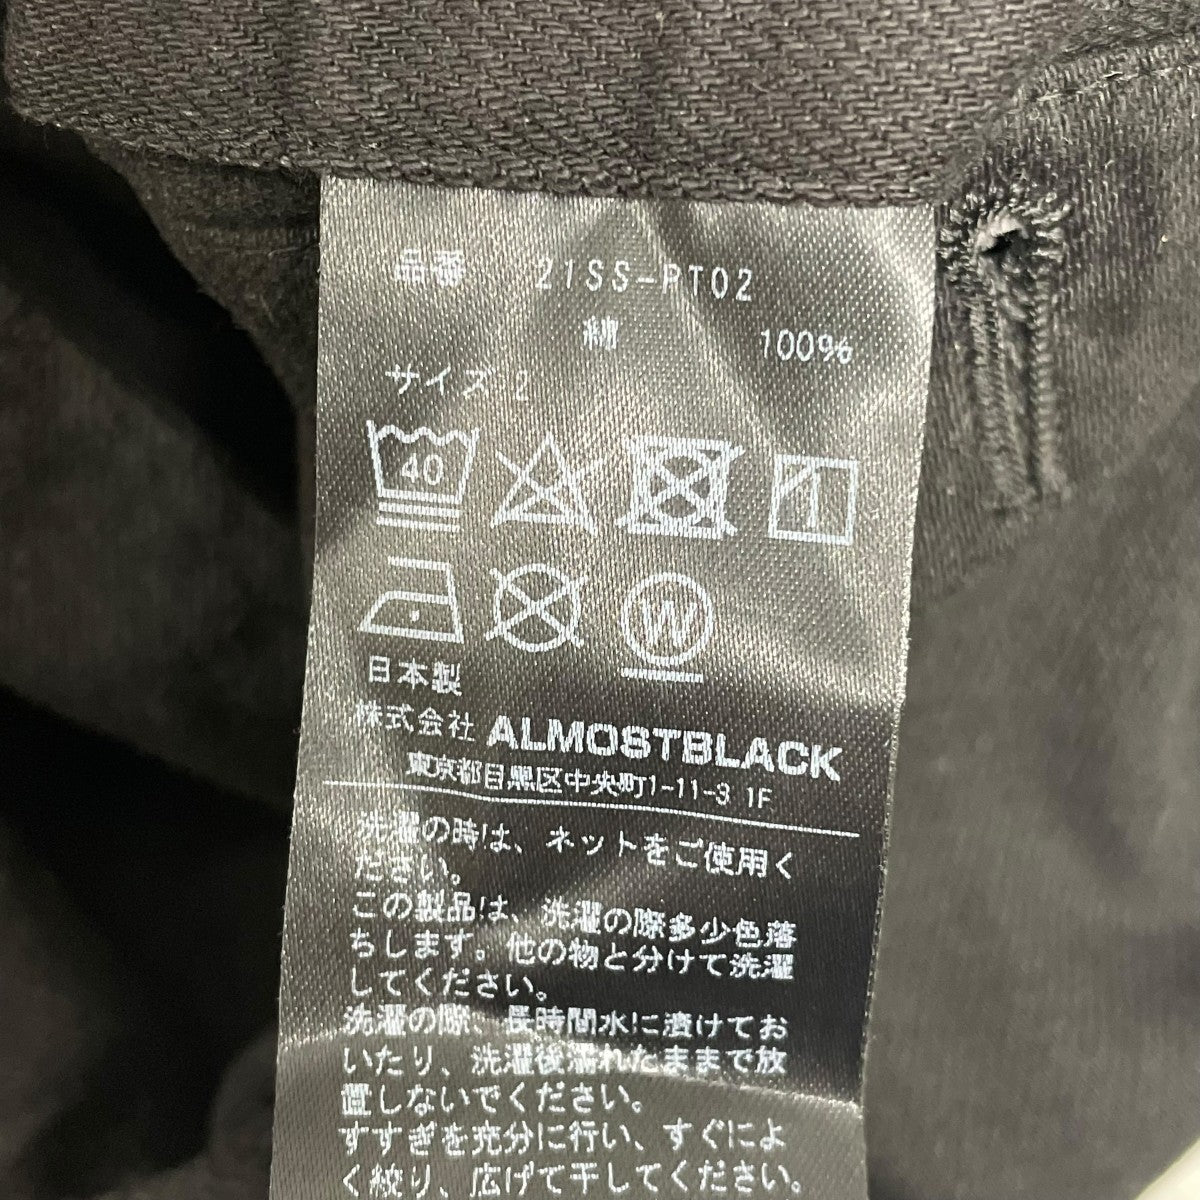 品番 21SS-PT02
綿 100%
サイズ:2
40
W
日本製
株式会社 ALMOSTBLACK
東京都目黒区中央町1-11-3 1F
洗濯の時は、ネットをご使用く
ださい。
この製品は、洗濯の際多少色落
ちします。他の物と分けて洗濯
してください。
洗濯の際、長時間水に漬けてお
いたり、洗濯後濡れたままで放
置しないでください。
すすぎを充分に行い、すぐによ
く絞り、広げて干してください。